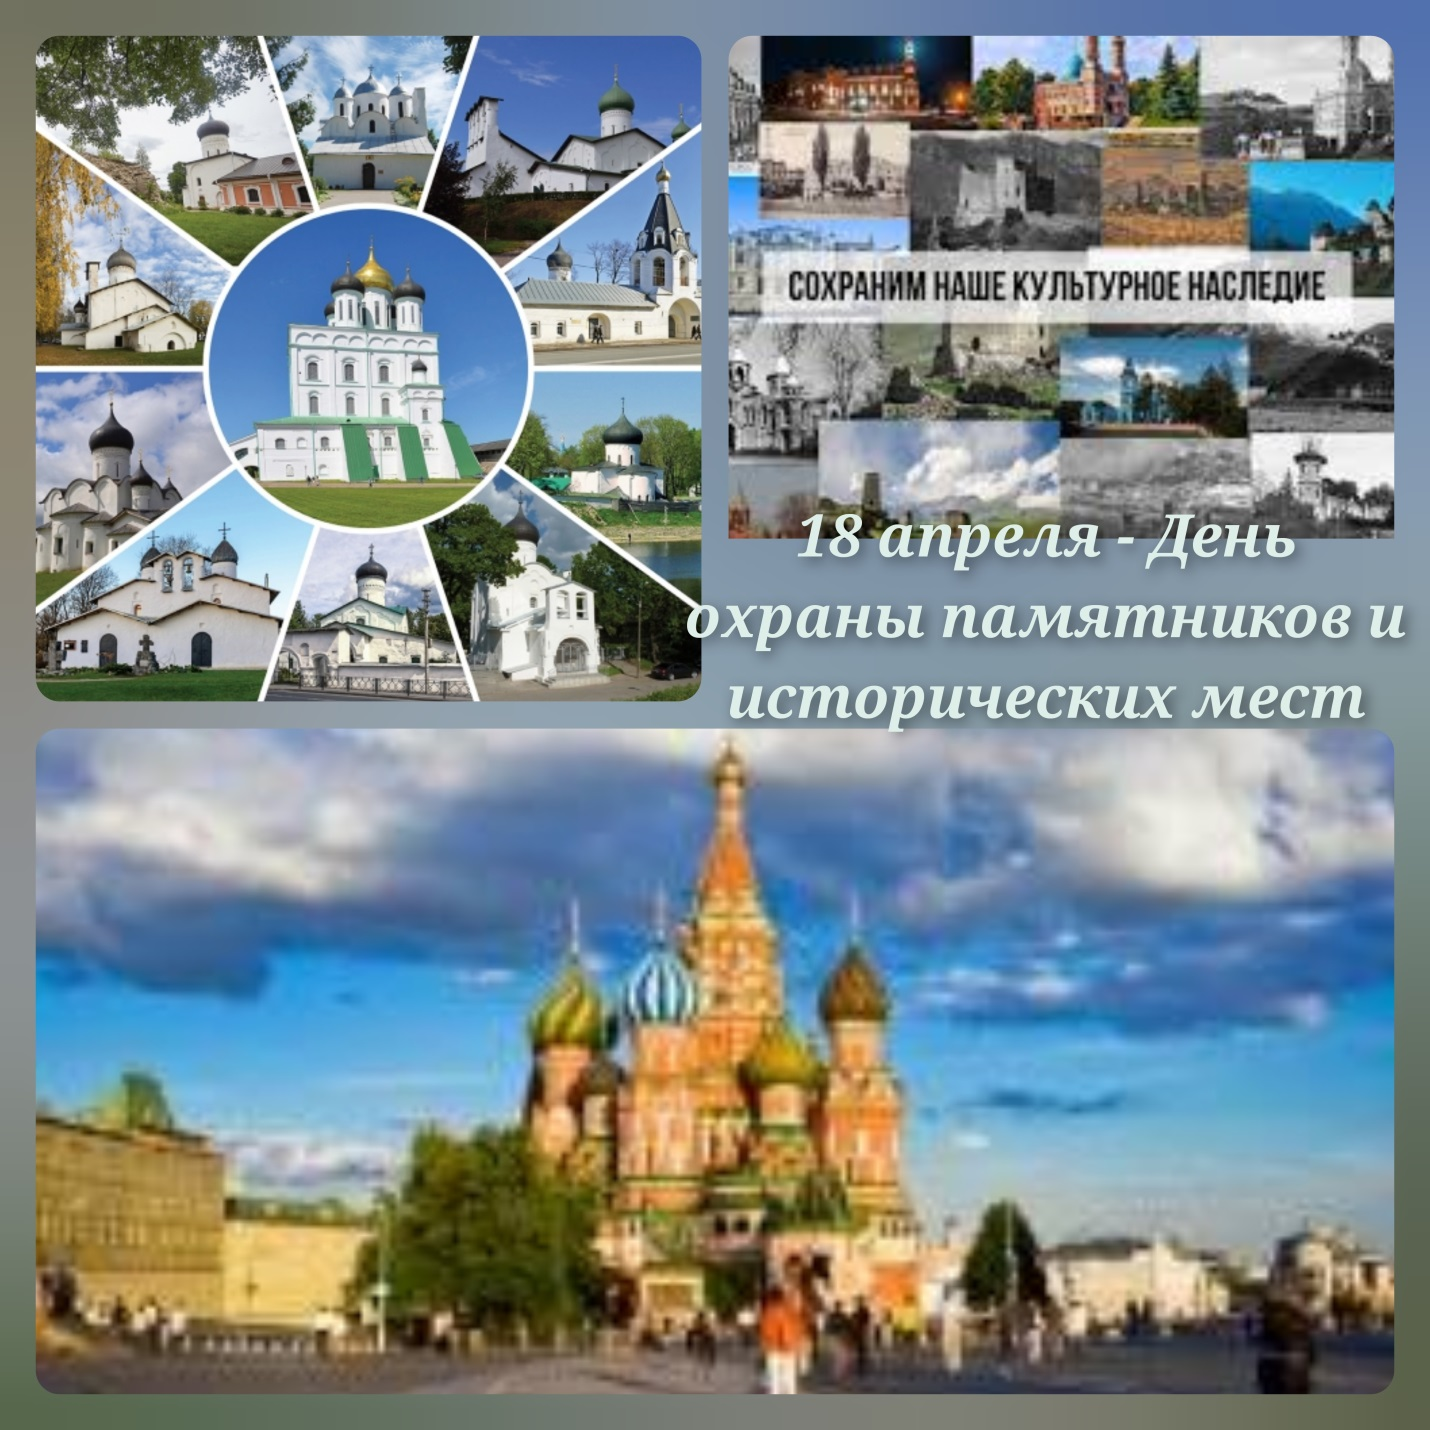 СОХРАНИМ НАШЕ КУЛЬТУРНОЕ НАСЛЕДИЕ
18 апреля - День
охраны памятников и
исторических мест